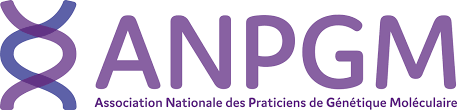 ANPGM
Association Nationale des Praticiens de Génétique Moléculaire